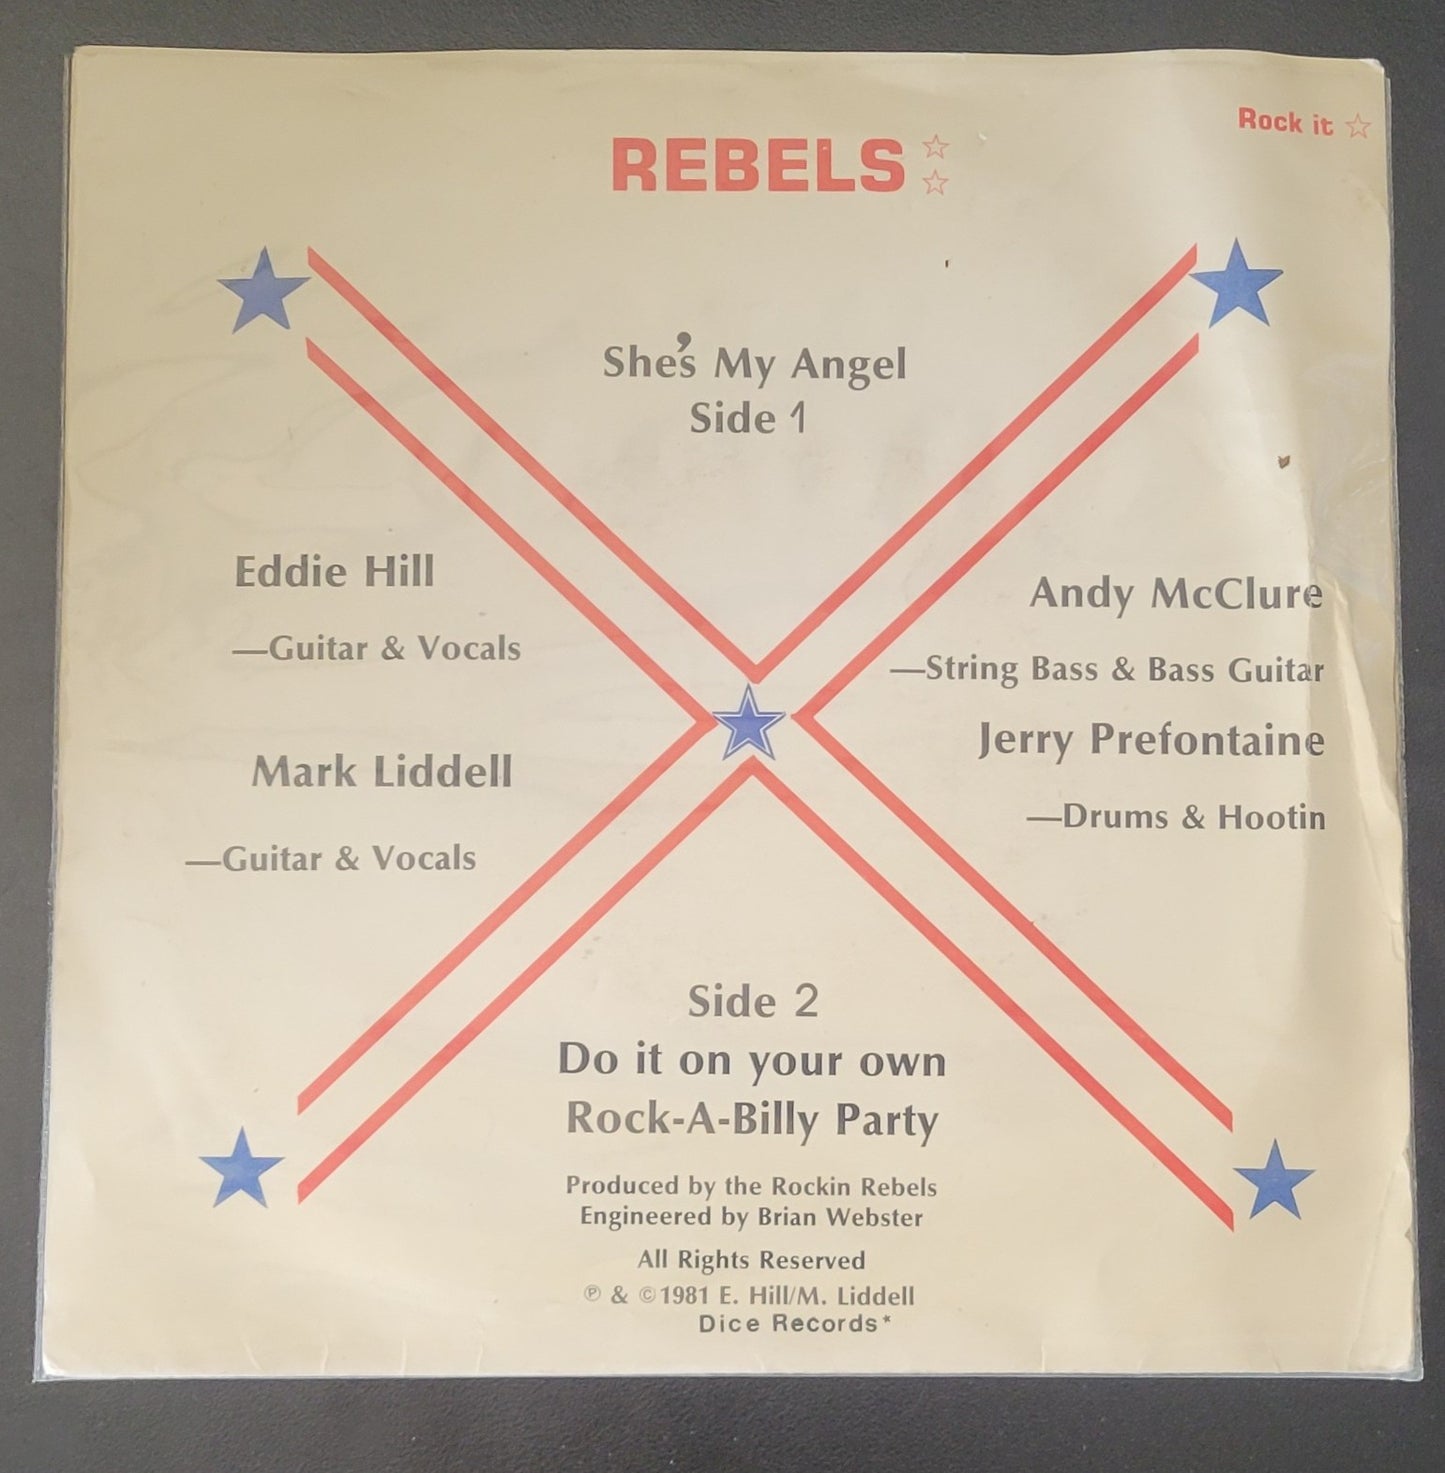 Rock it ☆
REBELS ☆ ☆
She's My Angel
Side 1
Eddie Hill
—Guitar & Vocals
Mark Liddell
—Guitar & Vocals
Andy McClure
—String Bass & Bass Guitar
Jerry Prefontaine
—Drums & Hootin
Side 2
Do it on your own
Rock-A-Billy Party
Produced by the Rockin Rebels
Engineered by Brian Webster
All Rights Reserved
℗ & ©1981 E. Hill/M. Liddell
Dice Records*